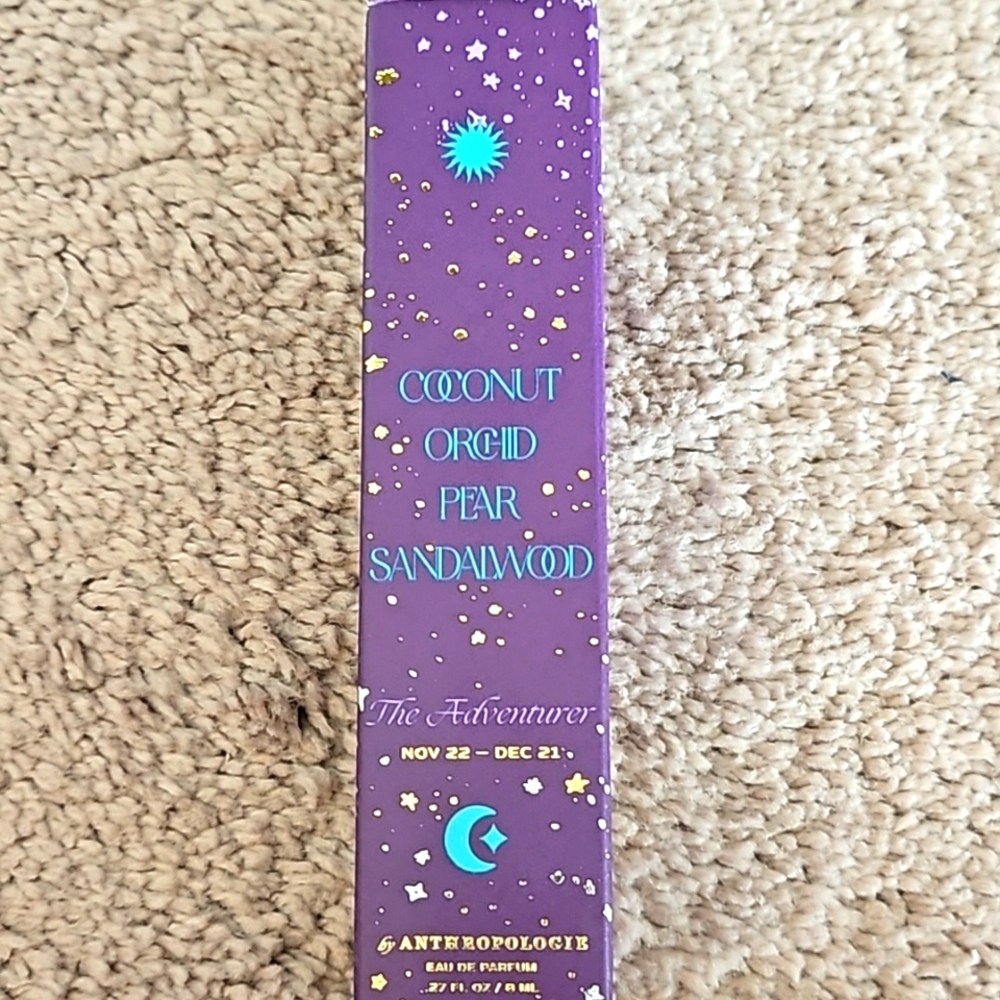 COCONUT
ORCHID
PEAR
SANDALWOOD
The Adventurer
NOV 22 – DEC 21
by ANTHROPOLOGIE
EAU DE PARFUM
.27 FL OZ / 8 ML